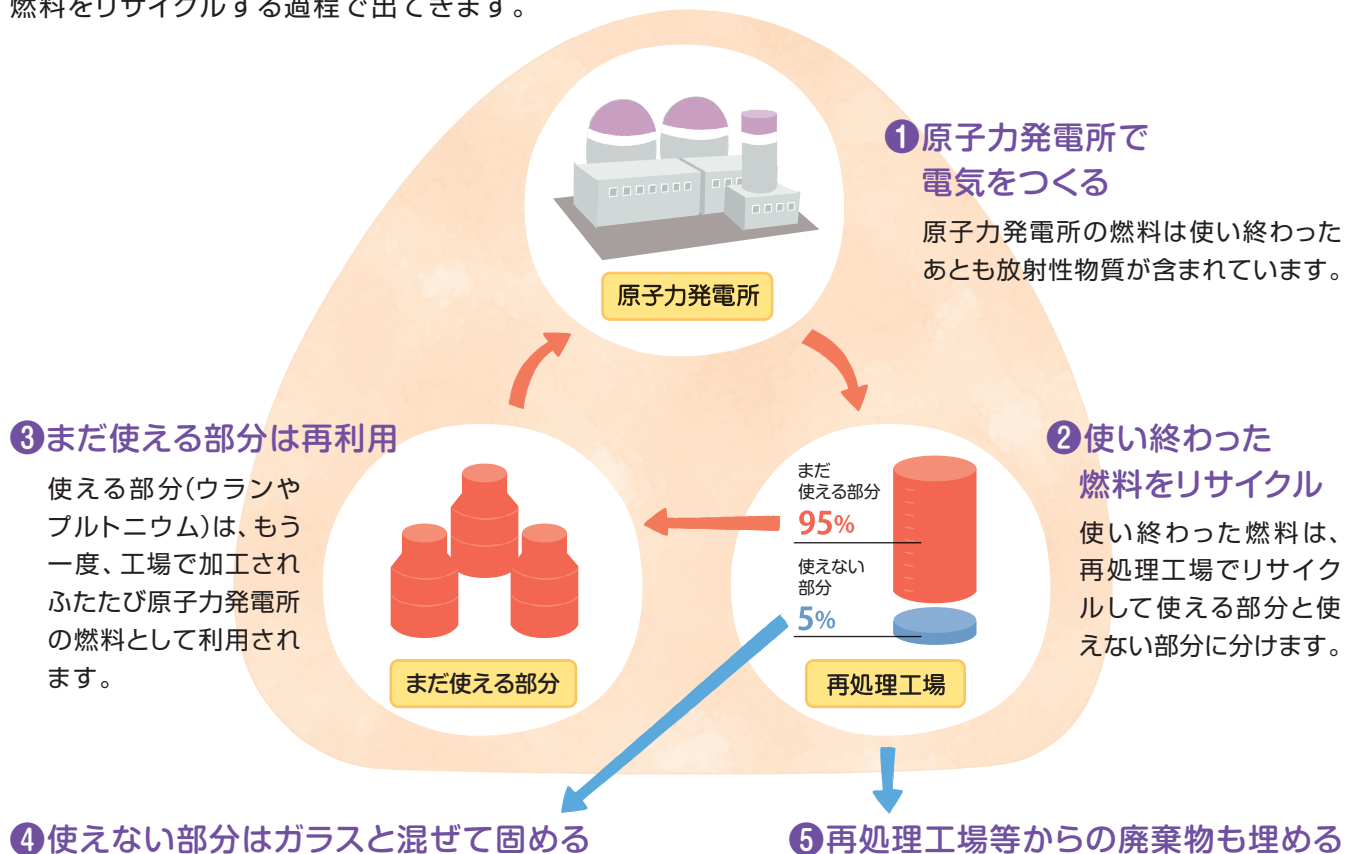 燃料をリサイクルする過程で出てきます。
❶原子力発電所で
電気をつくる
原子力発電所の燃料は使い終わった
あとも放射性物質が含まれています。
原子力発電所
❷使い終わった
燃料をリサイクル
使い終わった燃料は、
再処理工場でリサイク
ルして使える部分と使
えない部分に分けます。
まだ
使える部分
95%
使えない
部分
5%
再処理工場
❸まだ使える部分は再利用
使える部分(ウランや
プルトニウム)は、もう
一度、工場で加工され
ふたたび原子力発電所
の燃料として利用され
ます。
まだ使える部分
❹使えない部分はガラスと混ぜて固める
❺再処理工場等からの廃棄物も埋める